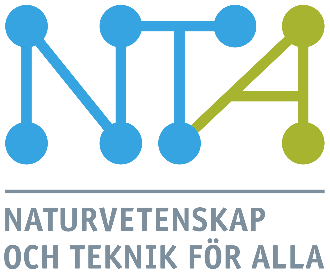 NTA
NATURVETENSKAP
OCH TEKNIK FÖR ALLA